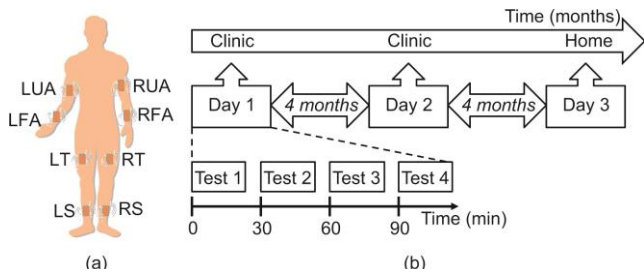 LUA RUA
LFA RFA
LT RT
LS RS
(a)
Time (months)
Clinic Clinic Home
Day 1 4 months Day 2 4 months Day 3
Test 1 Test 2 Test 3 Test 4
0 30 60 90 Time (min)
(b)